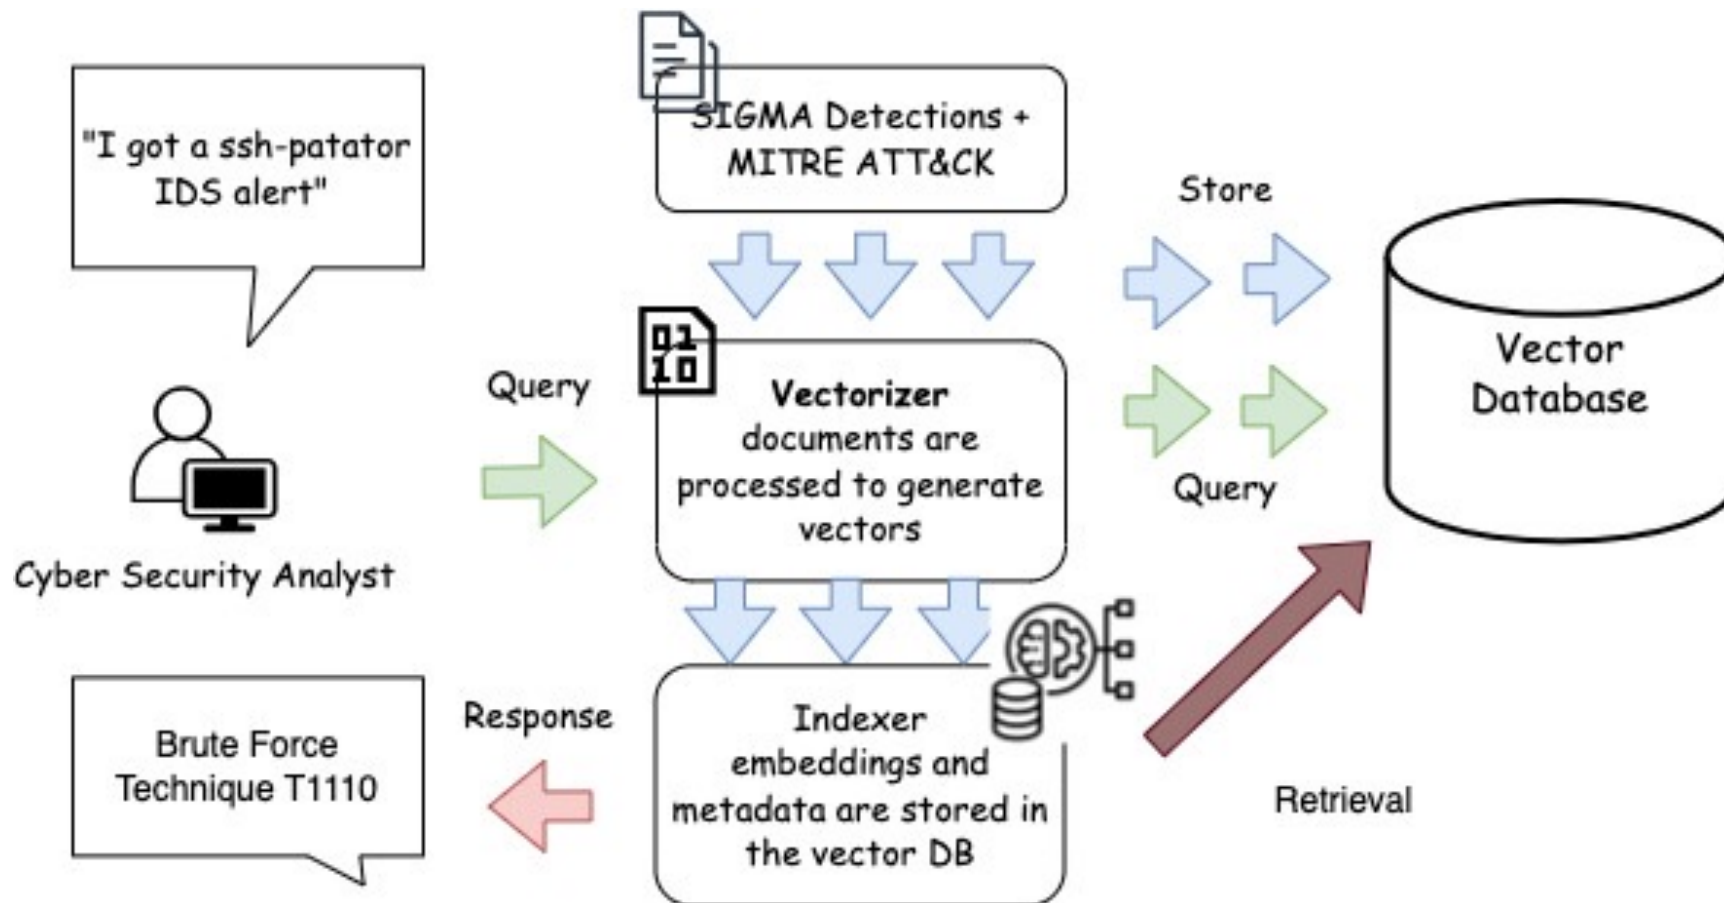 "I got a ssh-patator
IDS alert"
Cyber Security Analyst
Query
SIGMA Detections +
MITRE ATT&CK
01
10
Vectorizer
documents are
processed to generate
vectors
Store
Query
Vector
Database
Brute Force
Technique T1110
Response
Indexer
embeddings and
metadata are stored in
the vector DB
Retrieval